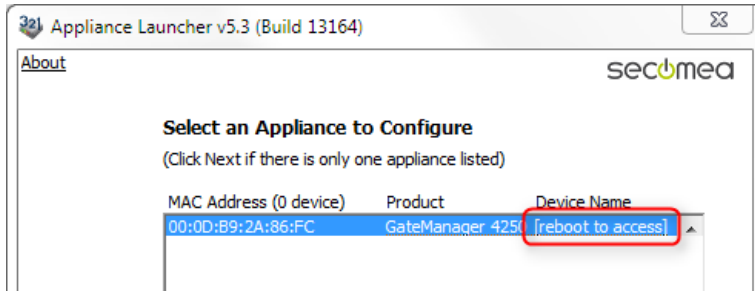 Appliance Launcher v5.3 (Build 13164)
About
secomea
Select an Appliance to Configure
(Click Next if there is only one appliance listed)
MAC Address (0 device) Product Device Name
00:0D:B9:2A:86:FC GateManager 4250 [reboot to access]